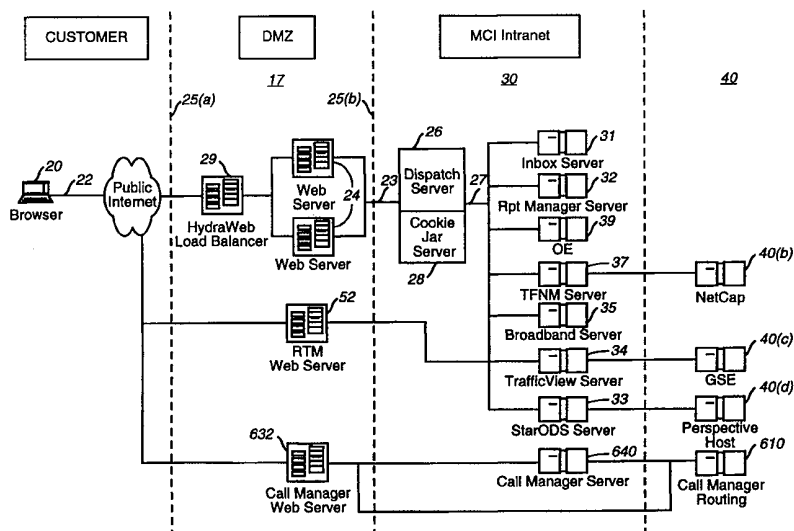 CUSTOMER
DMZ
MCI Intranet
17
30
40
25(a)
25(b)
20
22
Browser
Public
Internet
29
HydraWeb
Load Balancer
Web
Server
24
Web Server
23
26
Dispatch
Server
Cookie
Jar
Server
28
27
31
Inbox Server
32
Rpt Manager Server
39
OE
37
TFNM Server
40(b)
NetCap
35
Broadband Server
52
RTM
Web Server
34
TrafficView Server
40(c)
GSE
33
StarODS Server
40(d)
Perspective
Host
632
Call Manager
Web Server
640
Call Manager Server
610
Call Manager
Routing